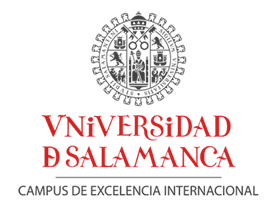 VNiVERSiDAD
Ð SALAMANCA
CAMPUS DE EXCELENCIA INTERNACIONAL